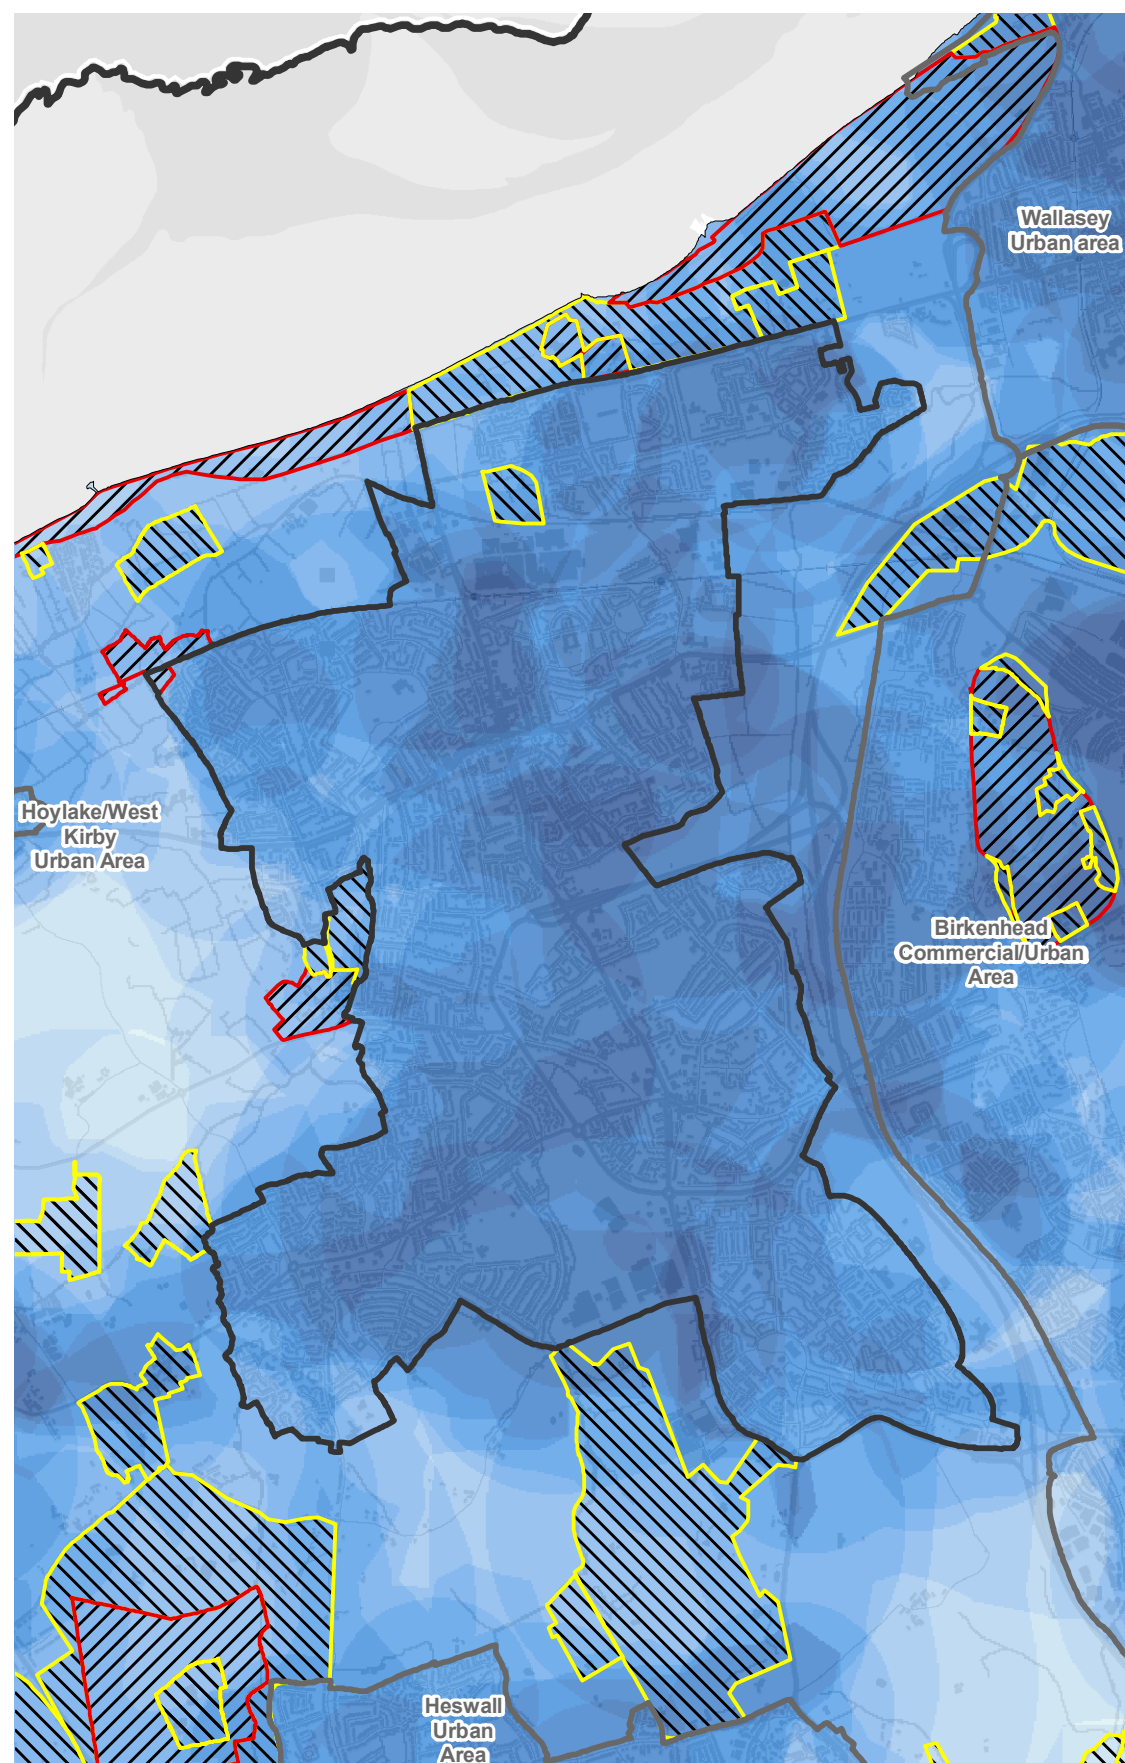 Wallasey
Urban area
Hoylake/West
Kirby
Urban Area
Birkenhead
Commercial/Urban
Area
Heswall
Urban
Area